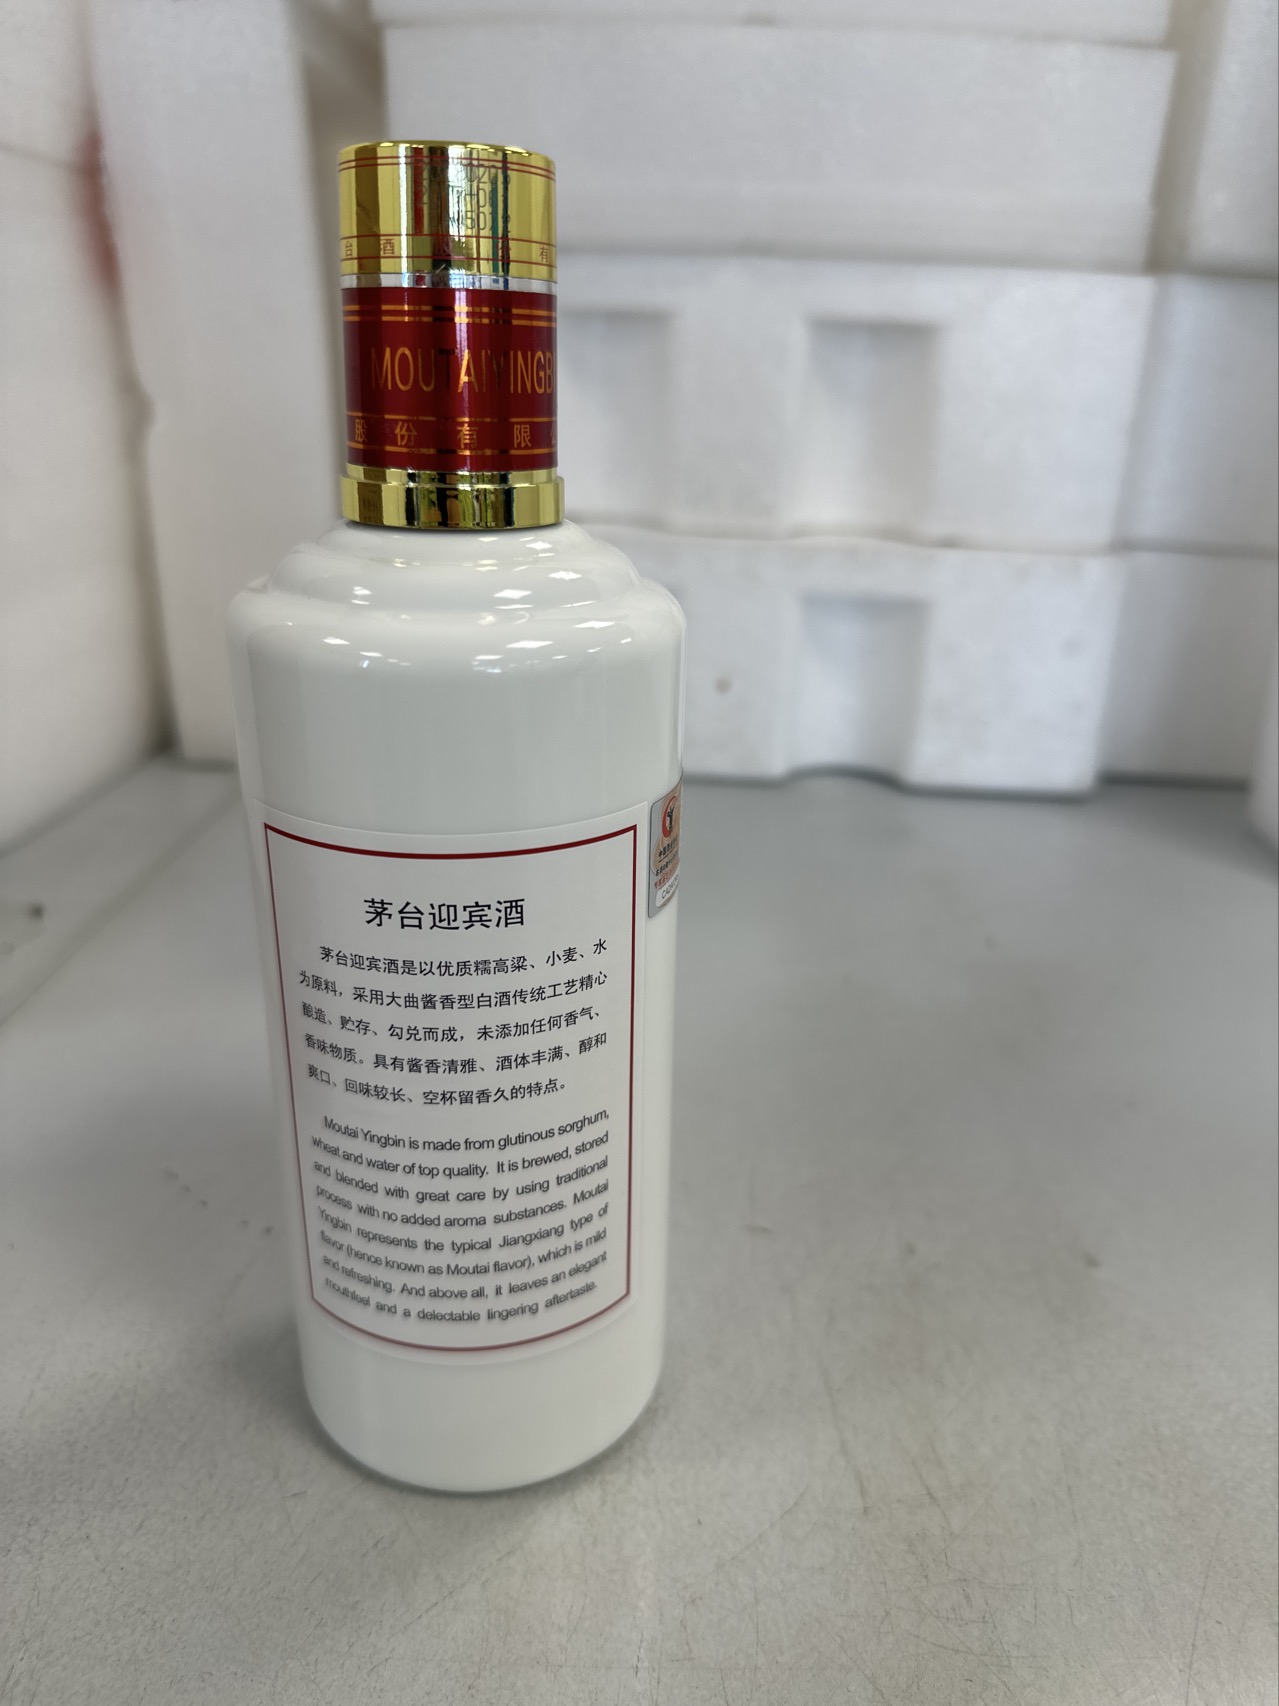 台 酒 有
MOUTAIYINGB
股 份 有 限
茅台迎宾酒
茅台迎宾酒是以优质糯高粱、小麦、水
为原料，采用大曲酱香型白酒传统工艺精心
酿造、贮存、勾兑而成，未添加任何香气、
香味物质。具有酱香清雅、酒体丰满、醇和
爽口、回味较长、空杯留香久的特点。
Moutai Yingbin is made from glutinous sorghum,
wheat and water of top quality. It is brewed, stored
and blended with great care by using traditional
process with no added aroma substances. Moutai
Yingbin represents the typical Jiangxiang type of
flavor (hence known as Moutai flavor), which is mild
and refreshing. And above all, it leaves an elegant
mouthfeel and a delectable lingering aftertaste.